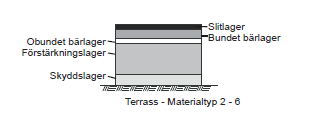 Slitlager
Bundet bärlager
Obundet bärlager
Förstärkningslager
Skyddslager
Terrass - Materialtyp 2 - 6